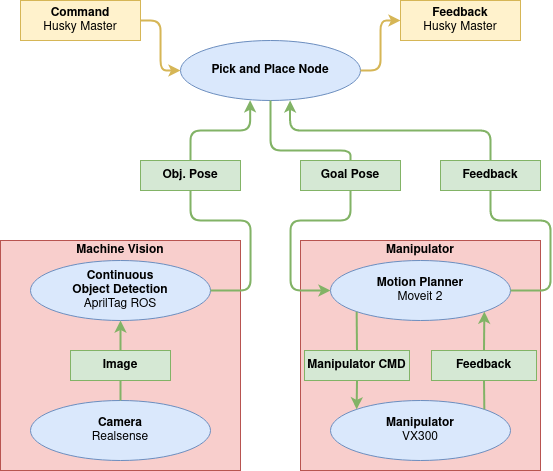 Command
Husky Master
Feedback
Husky Master
Pick and Place Node
Obj. Pose
Goal Pose
Feedback
Machine Vision
Continuous
Object Detection
AprilTag ROS
Image
Camera
Realsense
Manipulator
Motion Planner
Moveit 2
Manipulator CMD
Feedback
Manipulator
VX300